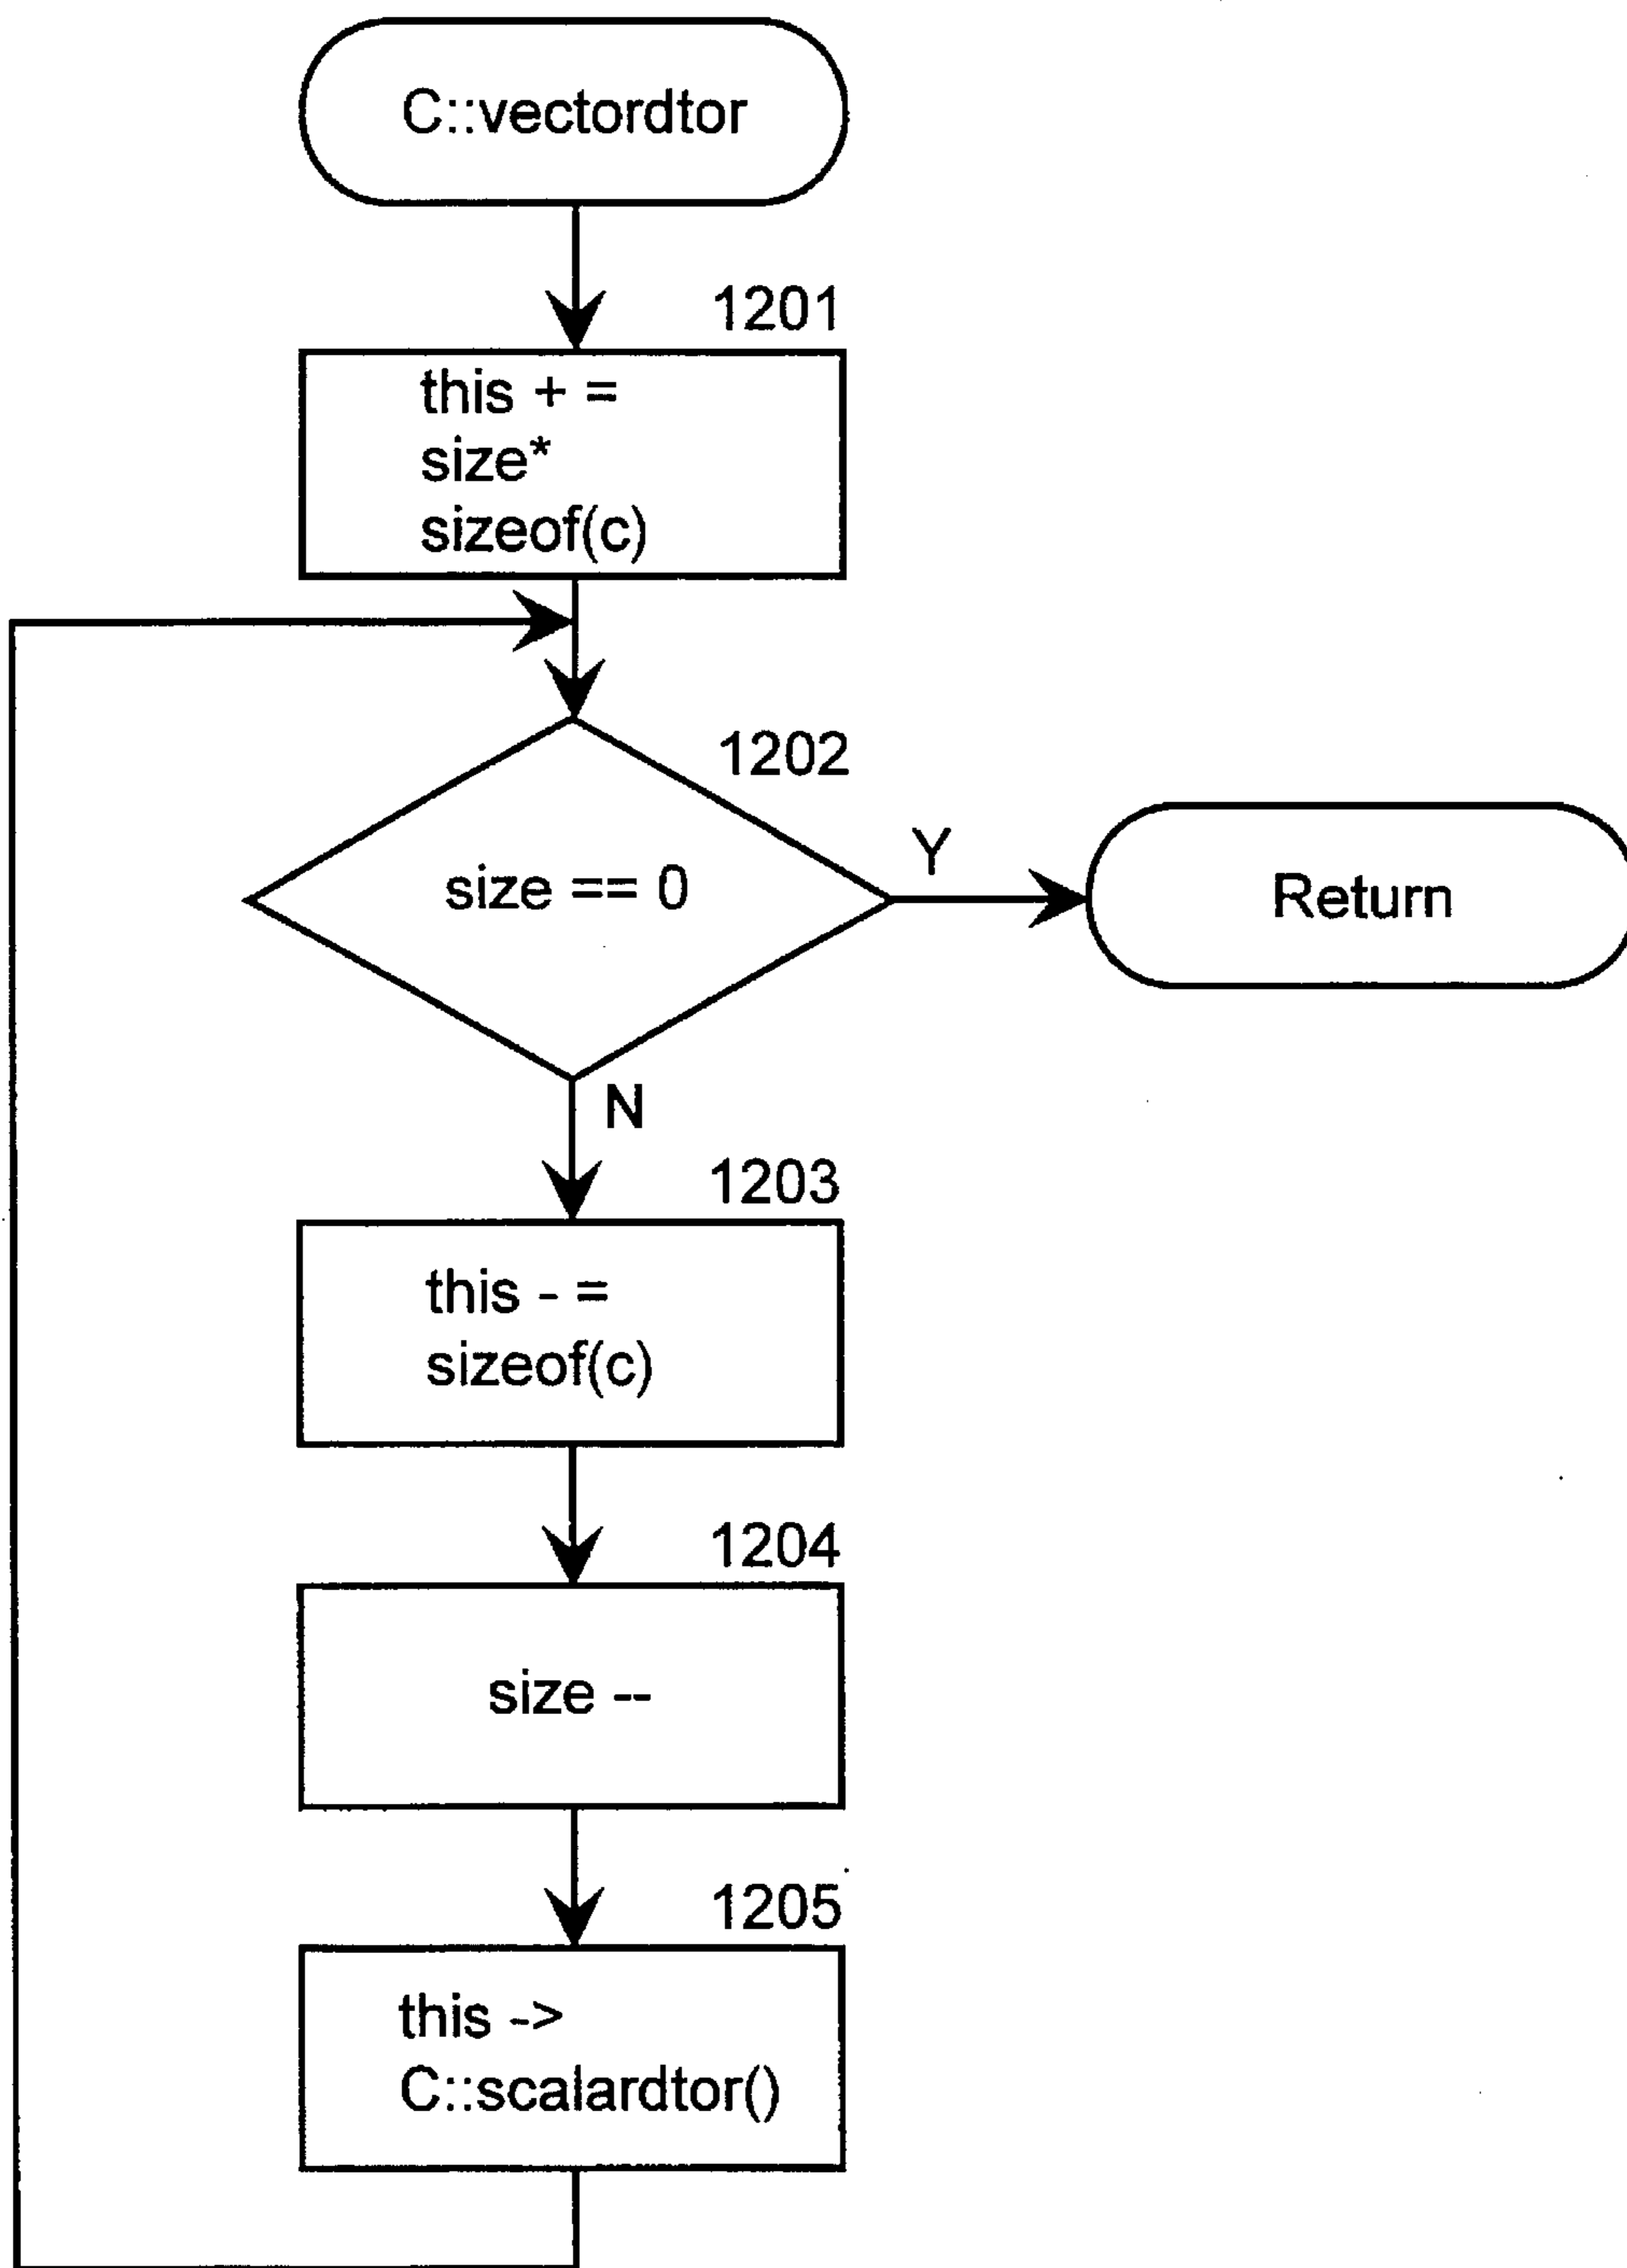 C::vectordtor
1201
this + =
size*
sizeof(c)
1202
size == 0
Y
Return
N
1203
this - =
sizeof(c)
1204
size --
1205
this ->
C::scalardtor()